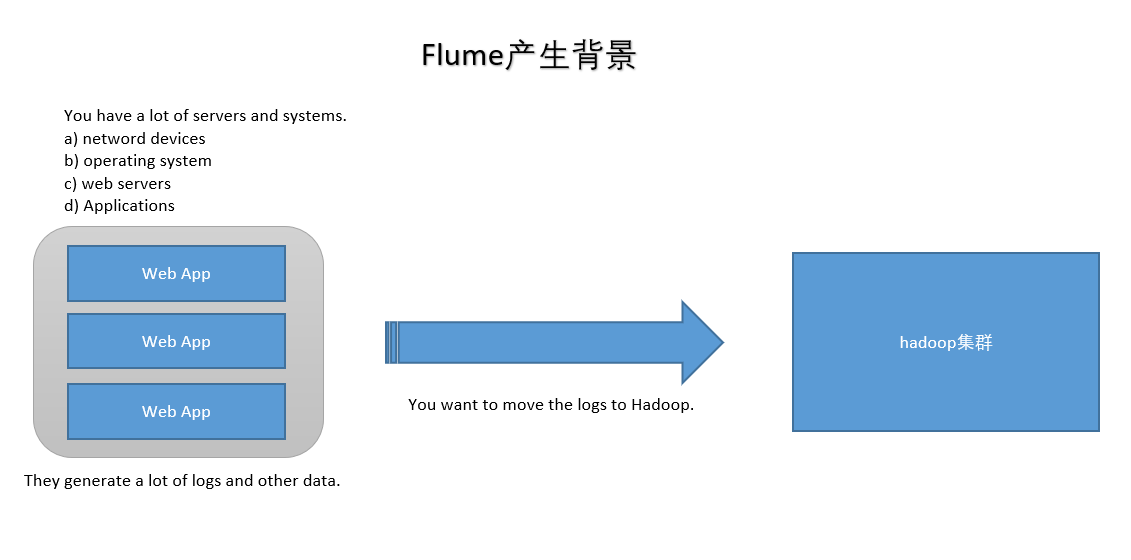 Flume产生背景
You have a lot of servers and systems.
a) netword devices
b) operating system
c) web servers
d) Applications
Web App
Web App
Web App
They generate a lot of logs and other data.
You want to move the logs to Hadoop.
hadoop集群